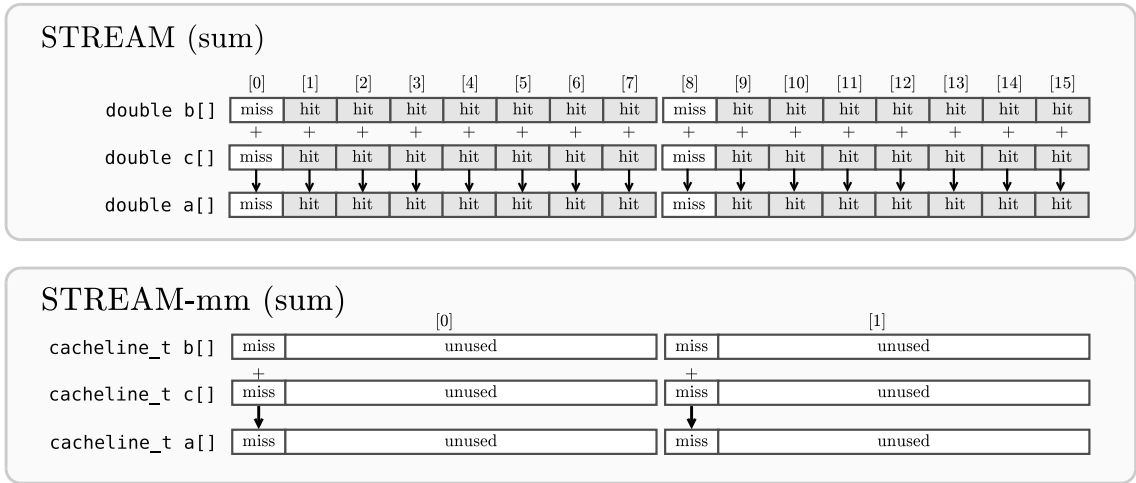 STREAM (sum)
[0] [1] [2] [3] [4] [5] [6] [7] [8] [9] [10] [11] [12] [13] [14] [15]
double b[] miss hit hit hit hit hit hit hit miss hit hit hit hit hit hit hit
+ + + + + + + + + + + + + + + +
double c[] miss hit hit hit hit hit hit hit miss hit hit hit hit hit hit hit
double a[] miss hit hit hit hit hit hit hit miss hit hit hit hit hit hit hit
STREAM-mm (sum)
[0] [1]
cacheline_t b[] miss unused miss unused
+ +
cacheline_t c[] miss unused miss unused
cacheline_t a[] miss unused miss unused